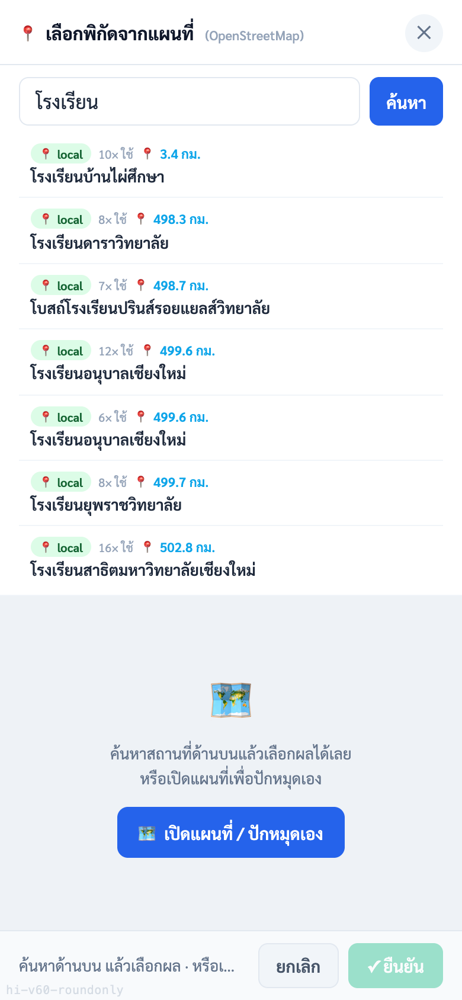 เลือกพิกัดจากแผนที่ (OpenStreetMap)
โรงเรียน
ค้นหา
local 10× ใช้ 3.4 กม.
โรงเรียนบ้านไผ่ศึกษา
local 8× ใช้ 498.3 กม.
โรงเรียนดาราวิทยาลัย
local 7× ใช้ 498.7 กม.
โบสถ์โรงเรียนปรินส์รอยแยลส์วิทยาลัย
local 12× ใช้ 499.6 กม.
โรงเรียนอนุบาลเชียงใหม่
local 6× ใช้ 499.6 กม.
โรงเรียนอนุบาลเชียงใหม่
local 8× ใช้ 499.7 กม.
โรงเรียนยุพราชวิทยาลัย
local 16× ใช้ 502.8 กม.
โรงเรียนสาธิตมหาวิทยาลัยเชียงใหม่
ค้นหาสถานที่ด้านบนแล้วเลือกผลได้เลย
หรือเปิดแผนที่เพื่อปักหมุดเอง
เปิดแผนที่ / ปักหมุดเอง
ค้นหาด้านบน แล้วเลือกผล · หรือเ...
ยกเลิก
✓ ยืนยัน
hi-v60-roundonly